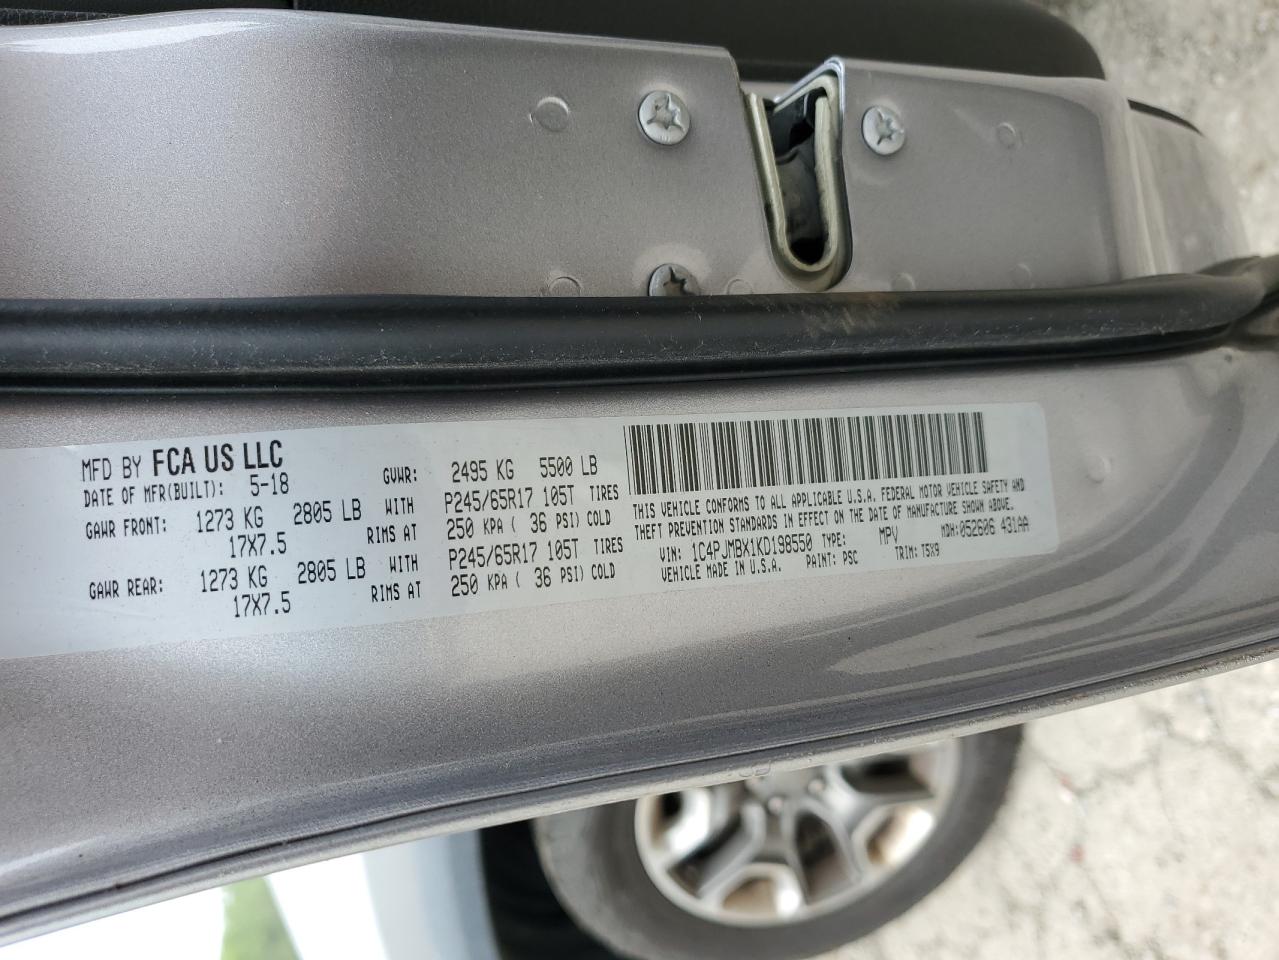 MFD BY FCA US LLC
DATE OF MFR(BUILT): 5-18 GVWR: 2495 KG 5500 LB
GAWR FRONT: 1273 KG 2805 LB WITH P245/65R17 105T TIRES
17X7.5 RIMS AT 250 KPA ( 36 PSI) COLD
GAWR REAR: 1273 KG 2805 LB WITH P245/65R17 105T TIRES
17X7.5 RIMS AT 250 KPA ( 36 PSI) COLD
THIS VEHICLE CONFORMS TO ALL APPLICABLE U.S.A. FEDERAL MOTOR VEHICLE SAFETY AND
THEFT PREVENTION STANDARDS IN EFFECT ON THE DATE OF MANUFACTURE SHOWN ABOVE.
VIN: 1C4PJMBX1KD198550 TYPE: MPV MDH: 052606 431AA
VEHICLE MADE IN U.S.A. PAINT: PSC TRIM: T5X9